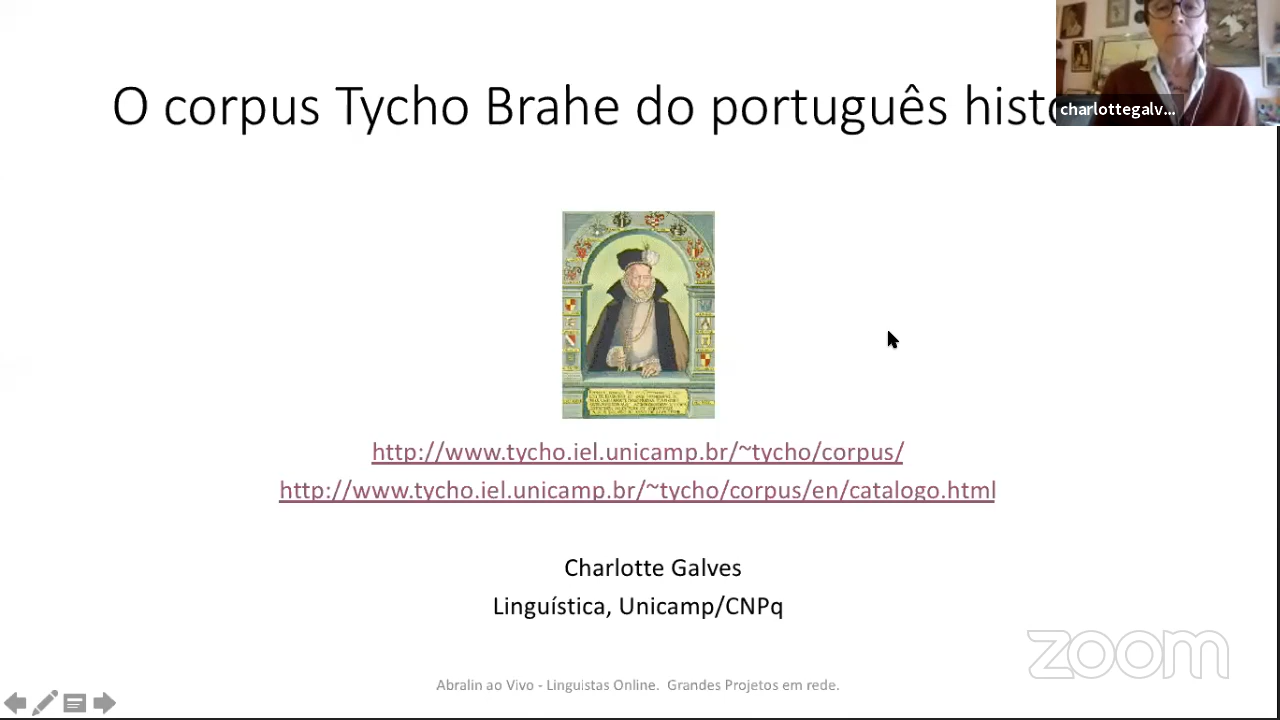 O corpus Tycho Brahe do português histo
charlottegalv...
http://www.tycho.iel.unicamp.br/~tycho/corpus/
http://www.tycho.iel.unicamp.br/~tycho/corpus/en/catalogo.html
Charlotte Galves
Linguística, Unicamp/CNPq
zoom
Abralin ao Vivo - Linguistas Online. Grandes Projetos em rede.